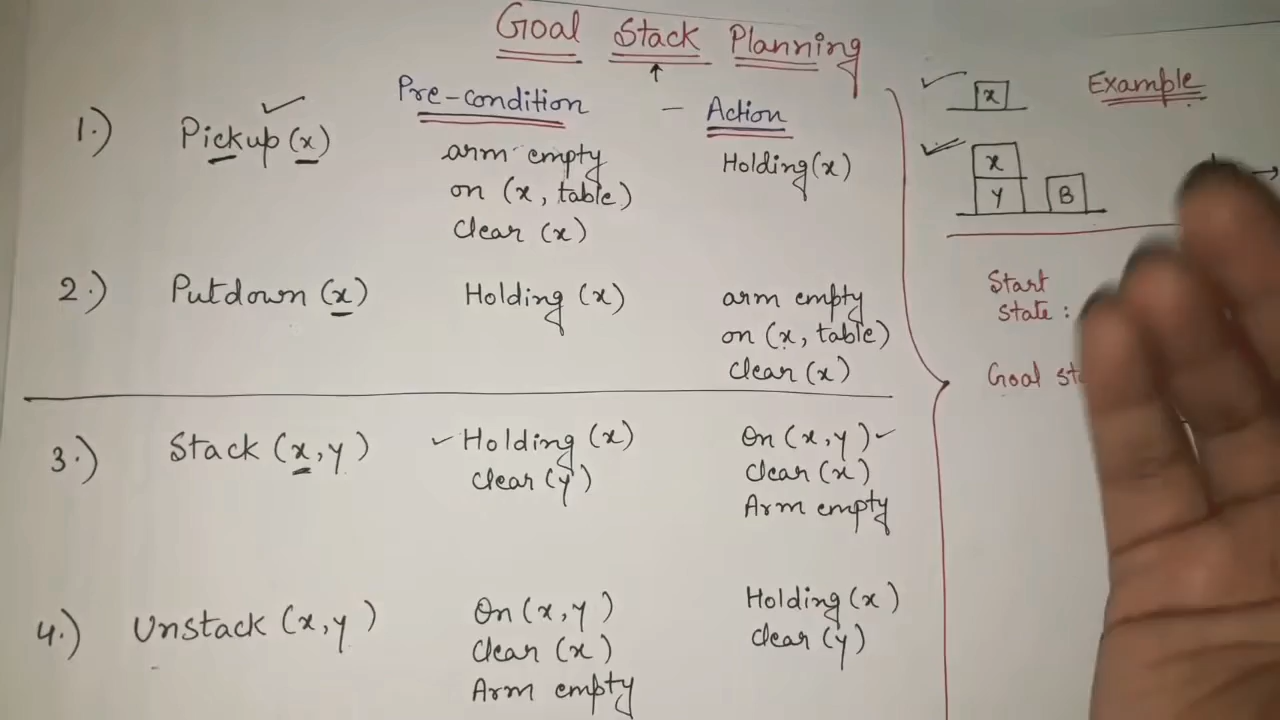 Goal Stack Planning
Pre-condition - Action
1.) Pickup (x)
arm empty
on (x, table)
clear (x)
Holding (x)
2.) Putdown (x)
Holding (x)
arm empty
on (x, table)
clear (x)
3.) Stack (x,y)
Holding (x)
clear (y)
On (x,y)
clear (x)
Arm empty
4.) Unstack (x,y)
On (x,y)
clear (x)
Arm empty
Holding (x)
clear (y)
Example
x
x
y
B
Start
State :
Goal